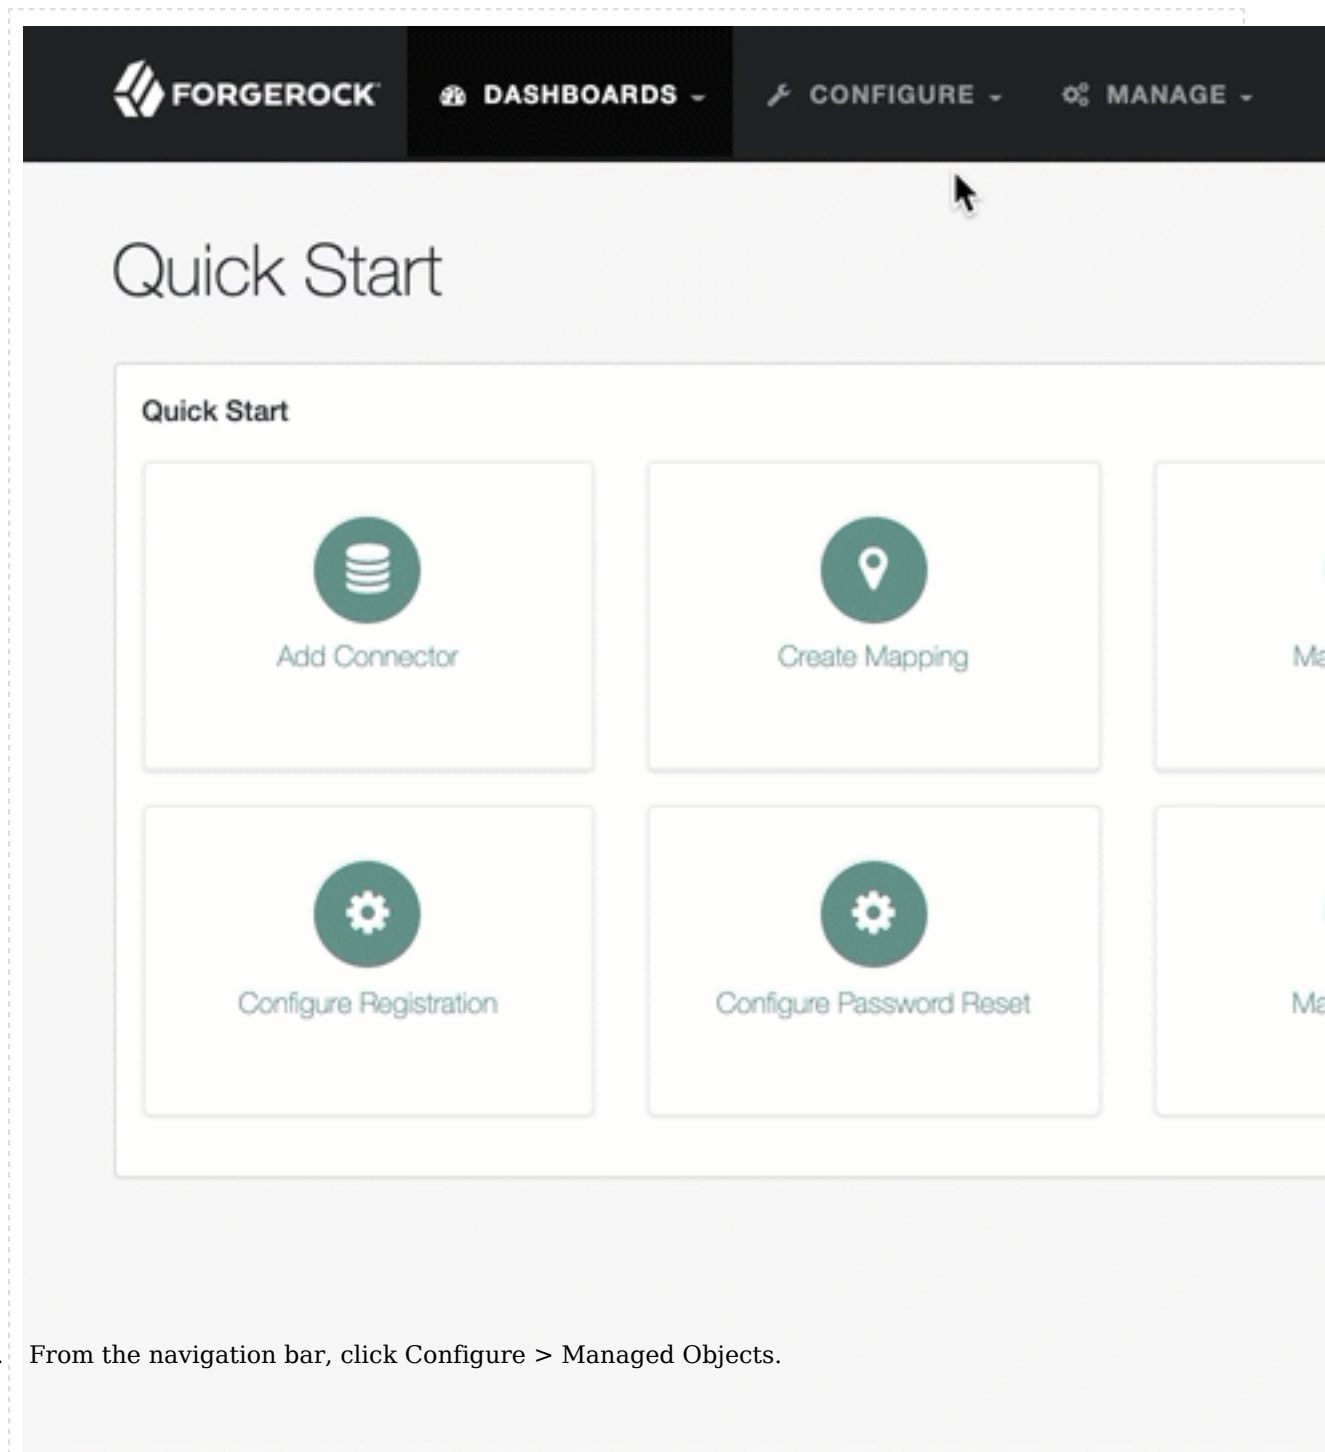 FORGEROCK DASHBOARDS CONFIGURE MANAGE
Quick Start
Quick Start
Add Connector Create Mapping
Configure Registration Configure Password Reset
From the navigation bar, click Configure > Managed Objects.